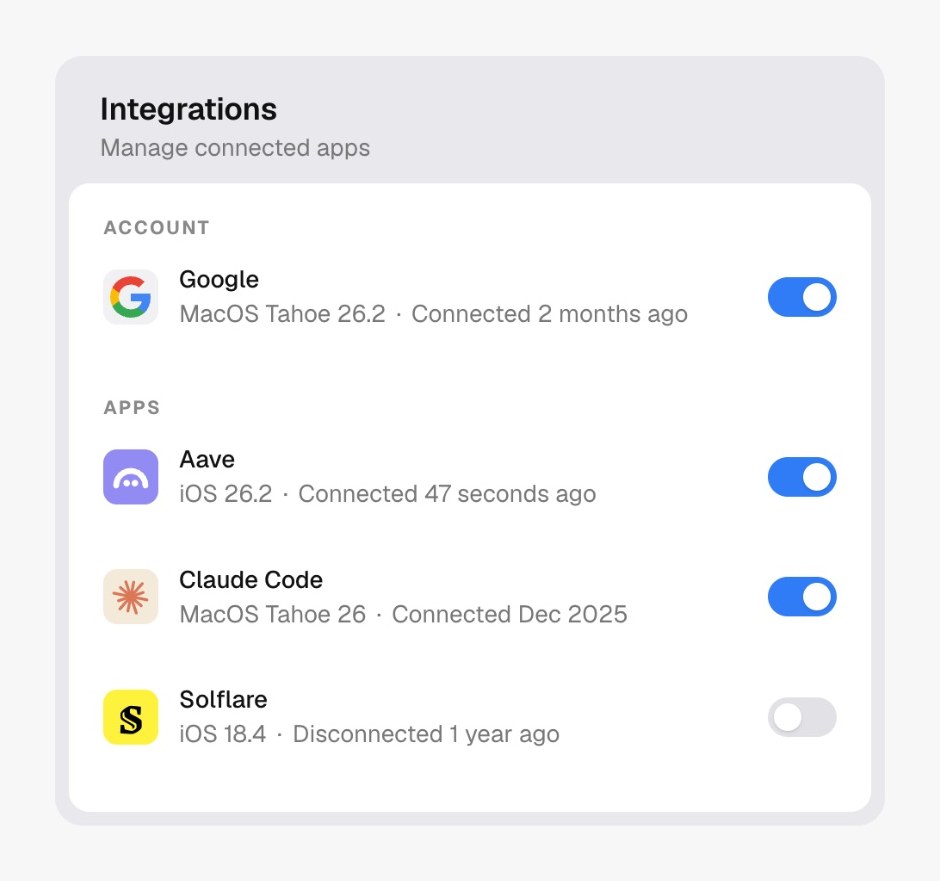 Integrations
Manage connected apps
ACCOUNT
Google
MacOS Tahoe 26.2 · Connected 2 months ago
APPS
Aave
iOS 26.2 · Connected 47 seconds ago
Claude Code
MacOS Tahoe 26 · Connected Dec 2025
Solflare
iOS 18.4 · Disconnected 1 year ago